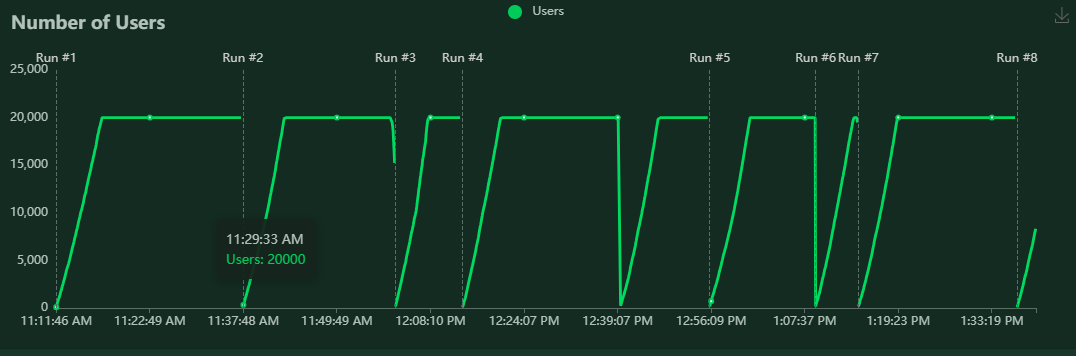 Number of Users
Users
Run #1 Run #2 Run #3 Run #4 Run #5 Run #6 Run #7 Run #8
25,000
20,000
15,000
10,000
5,000
0
11:29:33 AM
Users: 20000
11:11:46 AM 11:22:49 AM 11:37:48 AM 11:49:49 AM 12:08:10 PM 12:24:07 PM 12:39:07 PM 12:56:09 PM 1:07:37 PM 1:19:23 PM 1:33:19 PM